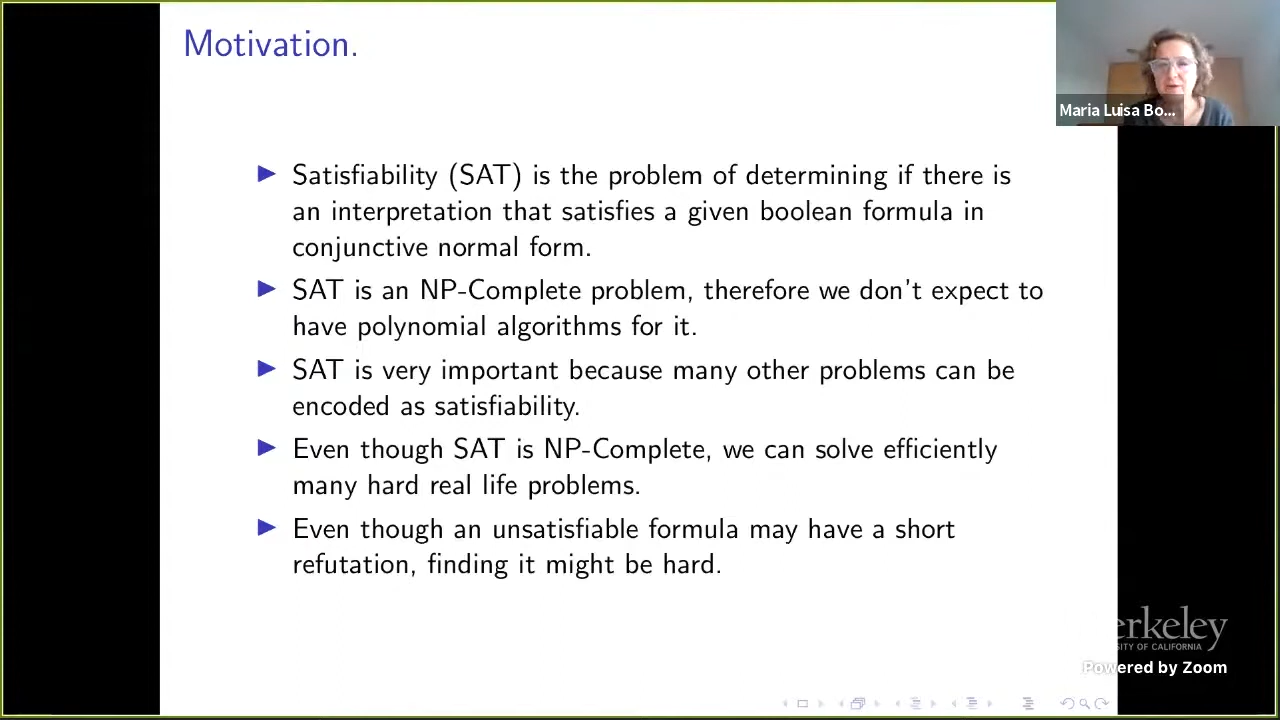 Motivation.
Maria Luisa Bo...
▶ Satisfiability (SAT) is the problem of determining if there is
an interpretation that satisfies a given boolean formula in
conjunctive normal form.
▶ SAT is an NP-Complete problem, therefore we don't expect to
have polynomial algorithms for it.
▶ SAT is very important because many other problems can be
encoded as satisfiability.
▶ Even though SAT is NP-Complete, we can solve efficiently
many hard real life problems.
▶ Even though an unsatisfiable formula may have a short
refutation, finding it might be hard.
erkeley
SITY OF CALIFORNIA
Powered by Zoom